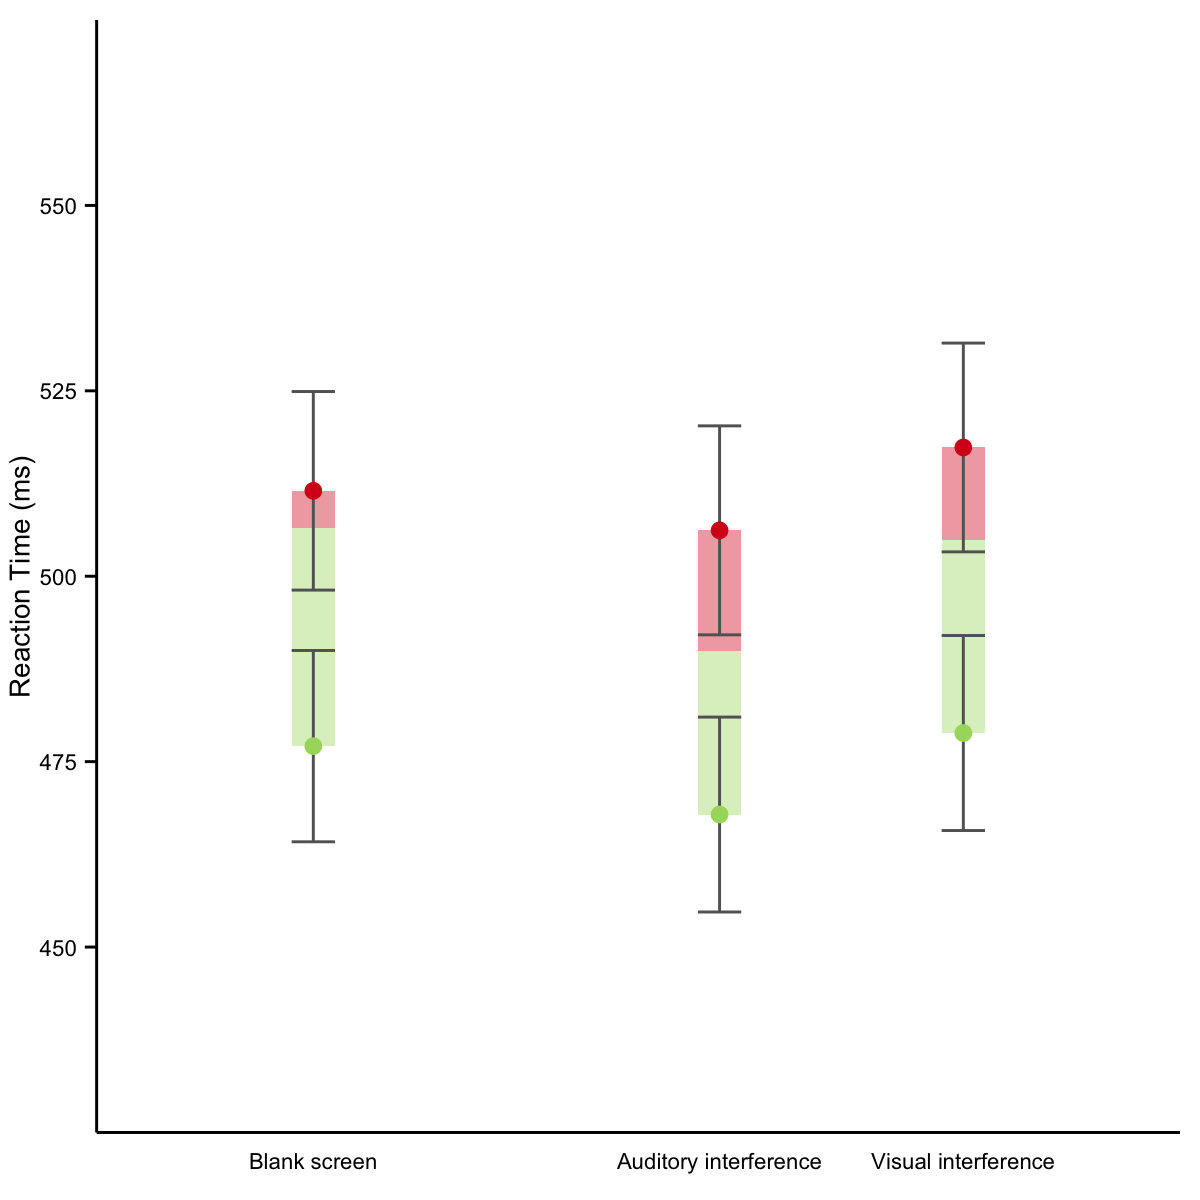 Reaction Time (ms)
550
525
500
475
450
Blank screen
Auditory interference
Visual interference